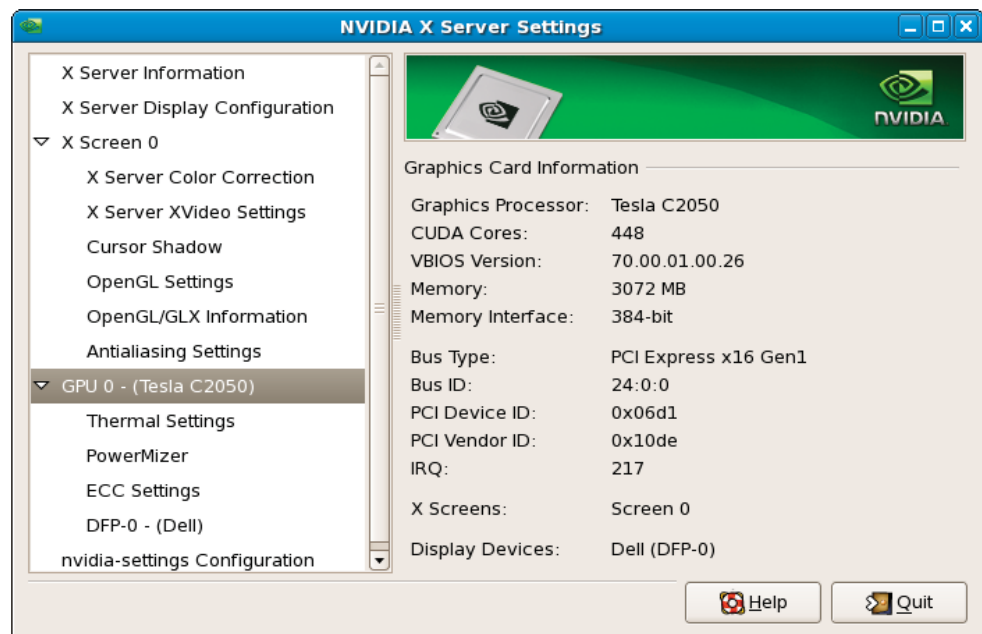 NVIDIA X Server Settings
X Server Information
X Server Display Configuration
X Screen 0
X Server Color Correction
X Server XVideo Settings
Cursor Shadow
OpenGL Settings
OpenGL/GLX Information
Antialiasing Settings
GPU 0 - (Tesla C2050)
Thermal Settings
PowerMizer
ECC Settings
DFP-0 - (Dell)
nvidia-settings Configuration
NVIDIA
Graphics Card Information
Graphics Processor: Tesla C2050
CUDA Cores: 448
VBIOS Version: 70.00.01.00.26
Memory: 3072 MB
Memory Interface: 384-bit
Bus Type: PCI Express x16 Gen1
Bus ID: 24:0:0
PCI Device ID: 0x06d1
PCI Vendor ID: 0x10de
IRQ: 217
X Screens: Screen 0
Display Devices: Dell (DFP-0)
Help
Quit